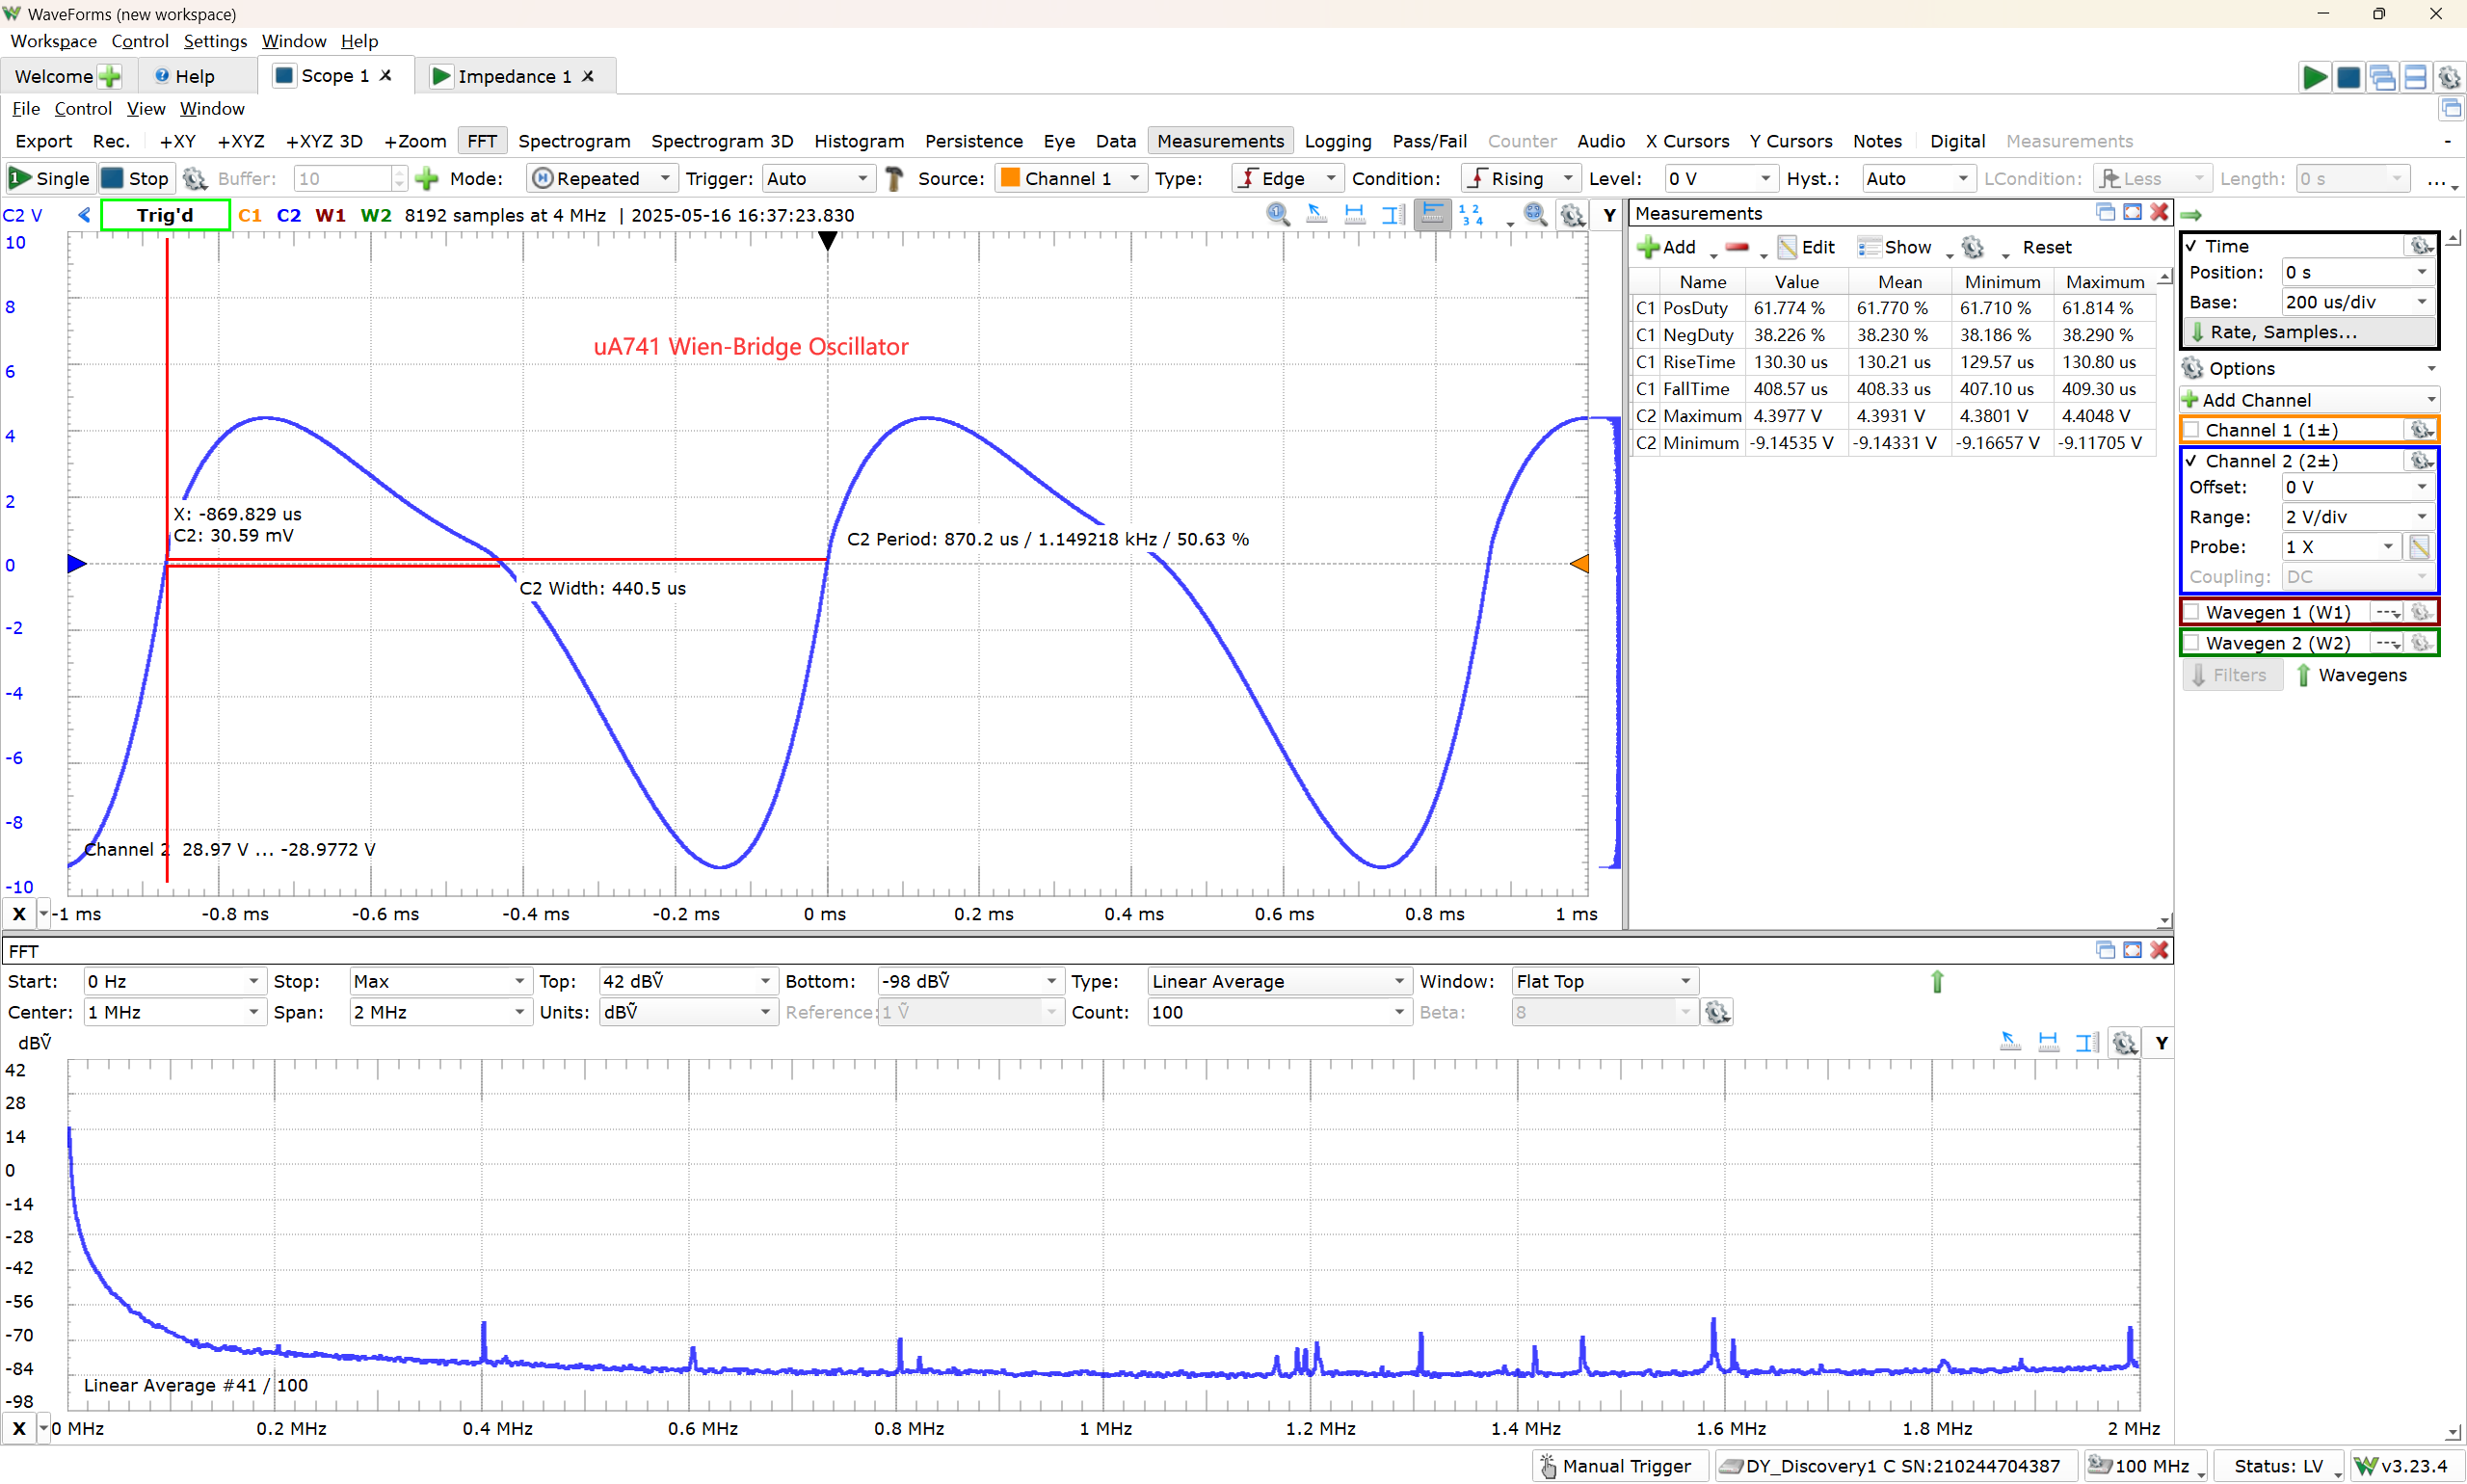 WaveForms (new workspace)
Workspace Control Settings Window Help
Welcome Help Scope 1 Impedance 1
File Control View Window
Export Rec. +XY +XYZ +XYZ 3D +Zoom FFT Spectrogram Spectrogram 3D Histogram Persistence Eye Data Measurements Logging Pass/Fail Counter Audio X Cursors Y Cursors Notes Digital Measurements
Single Stop Buffer: 10 Mode: Repeated Trigger: Auto Source: Channel 1 Type: Edge Condition: Rising Level: 0 V Hyst.: Auto LCondition: Less Length: 0 s ...
C2 V Trig'd C1 C2 W1 W2 8192 samples at 4 MHz | 2025-05-16 16:37:23.830 Y
10
8
6
4
2
0
-2
-4
-6
-8
-10
uA741 Wien-Bridge Oscillator
X: -869.829 us
C2: 30.59 mV
C2 Period: 870.2 us / 1.149218 kHz / 50.63 %
C2 Width: 440.5 us
Channel 2 28.97 V ... -28.9772 V
X -1 ms -0.8 ms -0.6 ms -0.4 ms -0.2 ms 0 ms 0.2 ms 0.4 ms 0.6 ms 0.8 ms 1 ms
Measurements
Add Edit Show Reset
Name Value Mean Minimum Maximum
C1 PosDuty 61.774 % 61.770 % 61.710 % 61.814 %
C1 NegDuty 38.226 % 38.230 % 38.186 % 38.290 %
C1 RiseTime 130.30 us 130.21 us 129.57 us 130.80 us
C1 FallTime 408.57 us 408.33 us 407.10 us 409.30 us
C2 Maximum 4.3977 V 4.3931 V 4.3801 V 4.4048 V
C2 Minimum -9.14535 V -9.14331 V -9.16657 V -9.11705 V
Time
Position: 0 s
Base: 200 us/div
Rate, Samples...
Options
Add Channel
Channel 1 (1±)
Channel 2 (2±)
Offset: 0 V
Range: 2 V/div
Probe: 1 X
Coupling: DC
Wavegen 1 (W1) ---
Wavegen 2 (W2) ---
Filters Wavegens
FFT
Start: 0 Hz Stop: Max Top: 42 dBṼ Bottom: -98 dBṼ Type: Linear Average Window: Flat Top
Center: 1 MHz Span: 2 MHz Units: dBṼ Reference: 1 Ṽ Count: 100 Beta: 8
dBṼ Y
42
28
14
0
-14
-28
-42
-56
-70
-84
-98
Linear Average #41 / 100
X 0 MHz 0.2 MHz 0.4 MHz 0.6 MHz 0.8 MHz 1 MHz 1.2 MHz 1.4 MHz 1.6 MHz 1.8 MHz 2 MHz
Manual Trigger DY_Discovery1 C SN:210244704387 100 MHz Status: LV v3.23.4